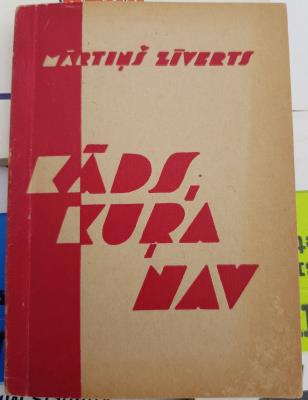 MĀRTIŅŠ ZĪVERTS
KĀDS,
KUŖA
NAV